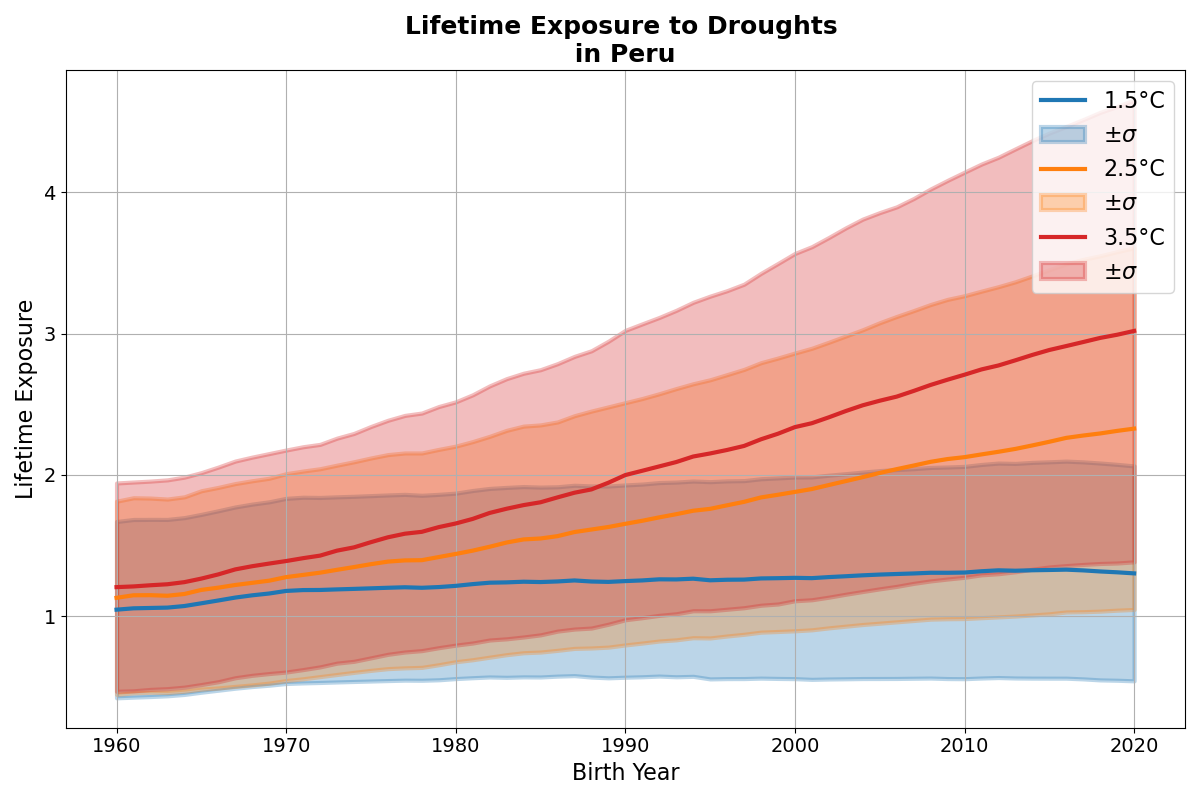 Lifetime Exposure to Droughts
in Peru
1.5°C
±σ
2.5°C
±σ
3.5°C
±σ
Lifetime Exposure
4
3
2
1
1960 1970 1980 1990 2000 2010 2020
Birth Year